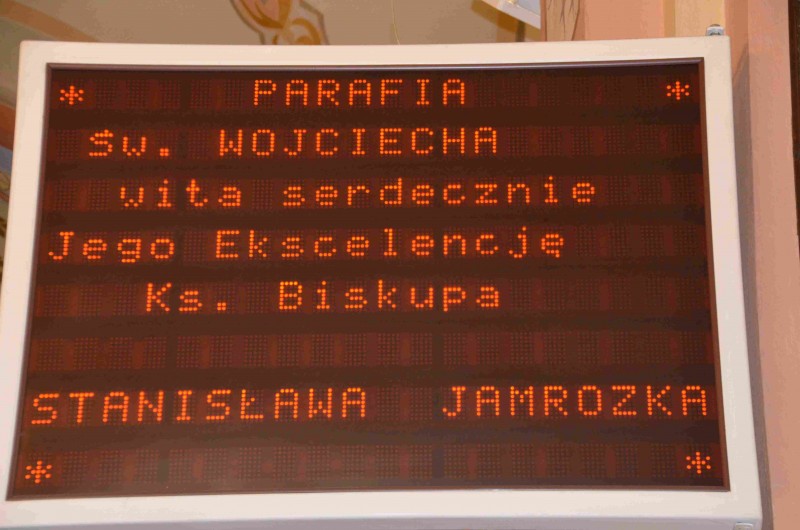 * PARAFIA *
Św. WOJCIECHA
wita serdecznie
Jego Ekscelencję
Ks. Biskupa
STANISŁAWA JAMROZKA
* *